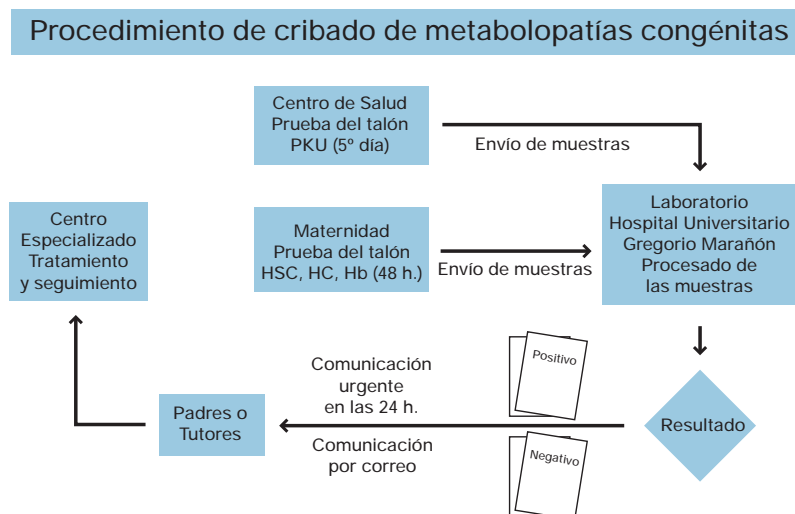 Procedimiento de cribado de metabolopatías congénitas
Centro de Salud
Prueba del talón
PKU (5º día)
Envío de muestras
Laboratorio
Hospital Universitario
Gregorio Marañón
Procesado de
las muestras
Maternidad
Prueba del talón
HSC, HC, Hb (48 h.)
Envío de muestras
Centro
Especializado
Tratamiento
y seguimiento
Positivo
Comunicación
urgente
en las 24 h.
Padres o
Tutores
Resultado
Comunicación
por correo
Negativo